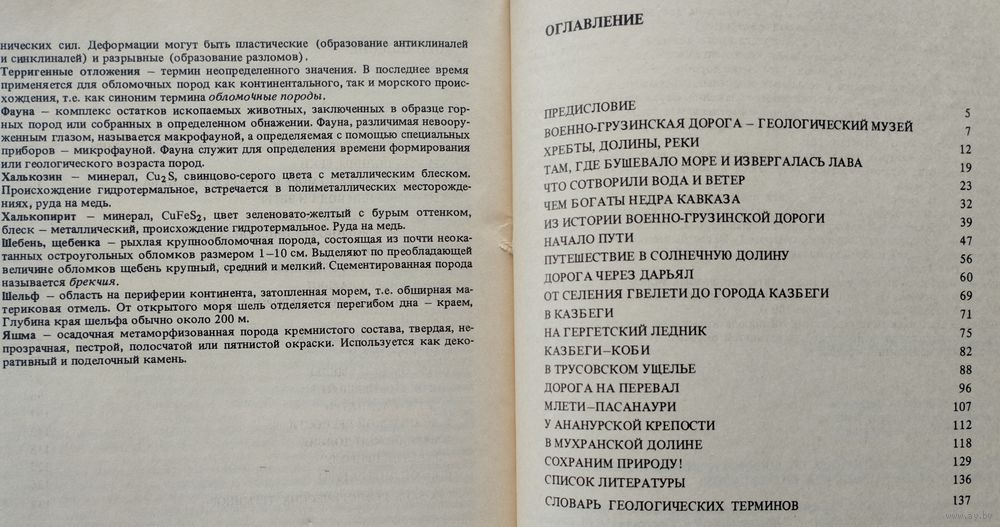 нических сил. Деформации могут быть пластические (образование антиклиналей
и синклиналей) и разрывные (образование разломов).
Терригенные отложения — термин неопределенного значения. В последнее время
применяется для обломочных пород как континентального, так и морского проис-
хождения, т.е. как синоним термина обломочные породы.
Фауна — комплекс остатков ископаемых животных, заключенных в образце гор-
ных пород или собранных в определенном обнажении. Фауна, различимая невоору-
женным глазом, называется макрофауной, а определяемая с помощью специальных
приборов — микрофауной. Фауна служит для определения времени формирования
или геологического возраста пород.
Халькозин — минерал, Cu₂S, свинцово-серого цвета с металлическим блеском.
Происхождение гидротермальное, встречается в полиметаллических месторожде-
ниях, руда на медь.
Халькопирит — минерал, CuFeS₂, цвет зеленовато-желтый с бурым оттенком,
блеск — металлический, происхождение гидротермальное. Руда на медь.
Шебень, щебенка — рыхлая крупнообломочная порода, состоящая из почти неока-
танных остроугольных обломков размером 1—10 см. Выделяют по преобладающей
величине обломков щебень крупный, средний и мелкий. Сцементированная порода
называется брекчия.
Шельф — область на периферии континента, затопленная морем, т.е. обширная ма-
териковая отмель. От открытого моря шель отделяется перегибом дна — краем,
Глубина края шельфа обычно около 200 м.
Яшма — осадочная метаморфизованная порода кремнистого состава, твердая, не-
прозрачная, пестрой, полосчатой или пятнистой окраски. Используется как деко-
ративный и поделочный камень.
ОГЛАВЛЕНИЕ
ПРЕДИСЛОВИЕ 5
ВОЕННО-ГРУЗИНСКАЯ ДОРОГА — ГЕОЛОГИЧЕСКИЙ МУЗЕЙ 7
ХРЕБТЫ, ДОЛИНЫ, РЕКИ 12
ТАМ, ГДЕ БУШЕВАЛО МОРЕ И ИЗВЕРГАЛАСЬ ЛАВА 19
ЧТО СОТВОРИЛИ ВОДА И ВЕТЕР 23
ЧЕМ БОГАТЫ НЕДРА КАВКАЗА 32
ИЗ ИСТОРИИ ВОЕННО-ГРУЗИНСКОЙ ДОРОГИ 39
НАЧАЛО ПУТИ 47
ПУТЕШЕСТВИЕ В СОЛНЕЧНУЮ ДОЛИНУ 56
ДОРОГА ЧЕРЕЗ ДАРЬЯЛ 60
ОТ СЕЛЕНИЯ ГВЕЛЕТИ ДО ГОРОДА КАЗБЕГИ 69
В КАЗБЕГИ 71
НА ГЕРГЕТСКИЙ ЛЕДНИК 75
КАЗБЕГИ—КОБИ 82
В ТРУСОВСКОМ УЩЕЛЬЕ 88
ДОРОГА НА ПЕРЕВАЛ 96
МЛЕТИ—ПАСАНАУРИ 107
У АНАНУРСКОЙ КРЕПОСТИ 112
В МУХРАНСКОЙ ДОЛИНЕ 118
СОХРАНИМ ПРИРОДУ! 129
СПИСОК ЛИТЕРАТУРЫ 136
СЛОВАРЬ ГЕОЛОГИЧЕСКИХ ТЕРМИНОВ 137
www.ay.by